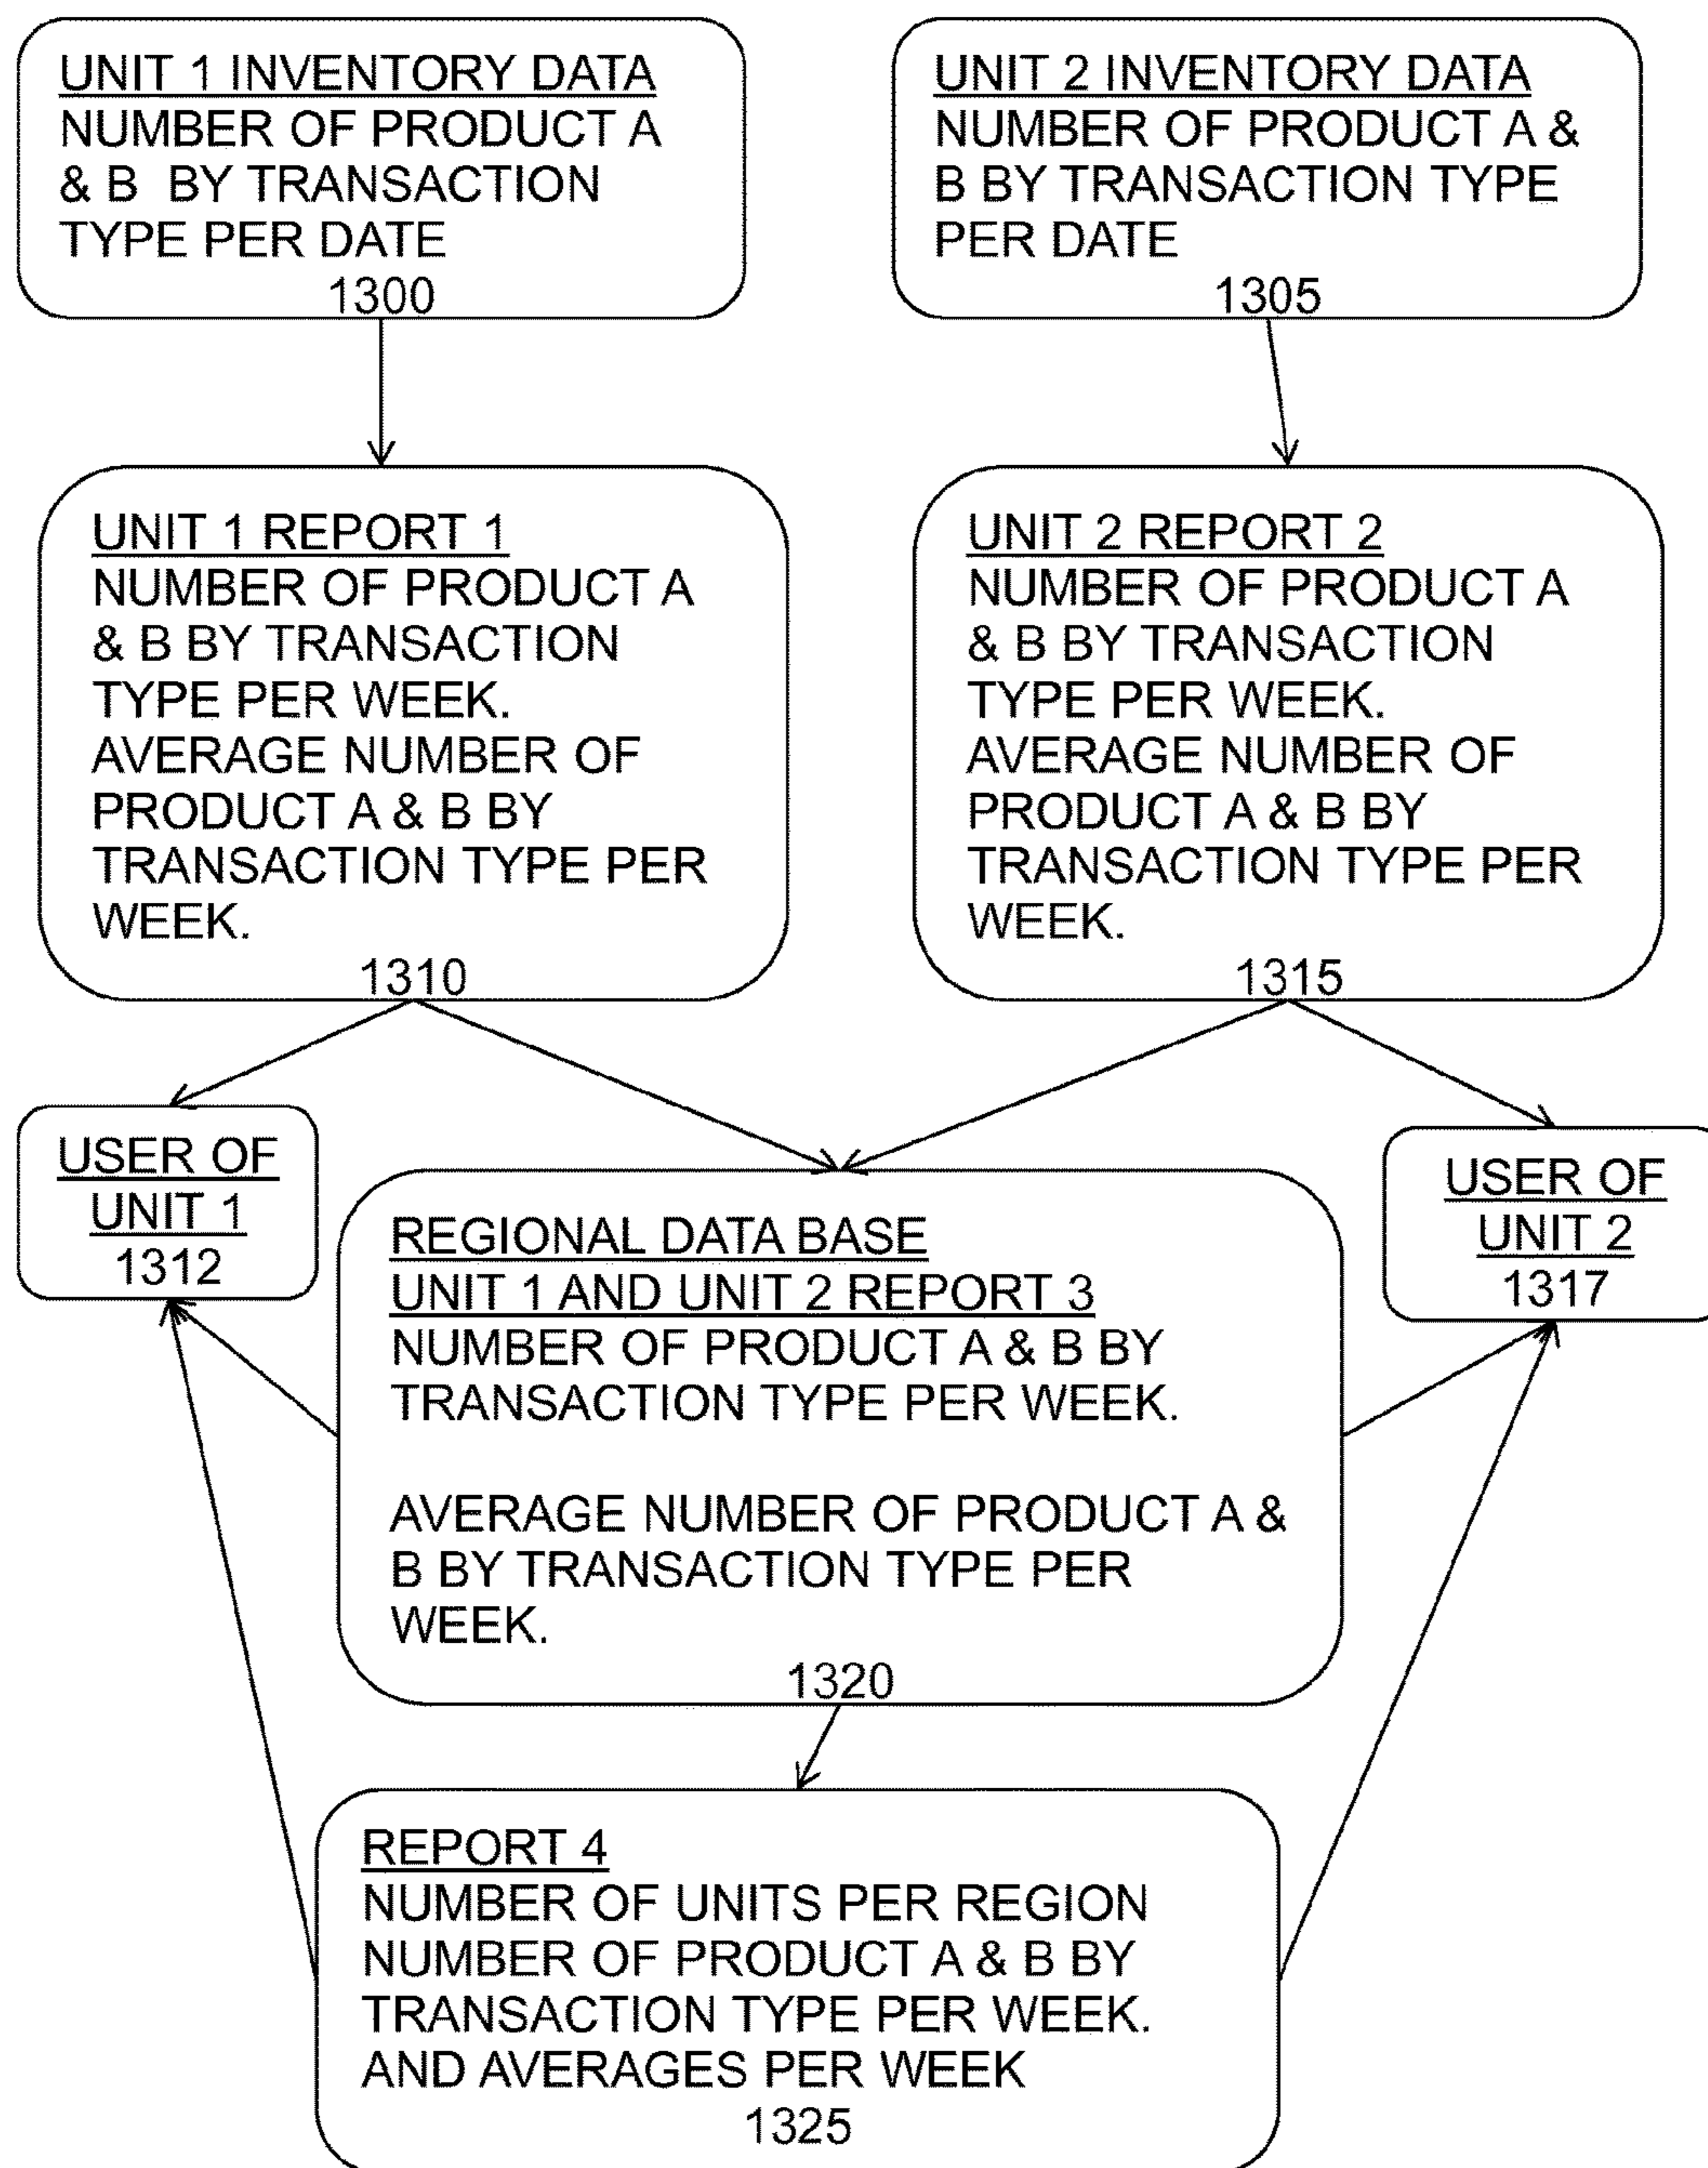 UNIT 1 INVENTORY DATA
NUMBER OF PRODUCT A
& B BY TRANSACTION
TYPE PER DATE
1300
UNIT 2 INVENTORY DATA
NUMBER OF PRODUCT A &
B BY TRANSACTION TYPE
PER DATE
1305
UNIT 1 REPORT 1
NUMBER OF PRODUCT A
& B BY TRANSACTION
TYPE PER WEEK.
AVERAGE NUMBER OF
PRODUCT A & B BY
TRANSACTION TYPE PER
WEEK.
1310
UNIT 2 REPORT 2
NUMBER OF PRODUCT A
& B BY TRANSACTION
TYPE PER WEEK.
AVERAGE NUMBER OF
PRODUCT A & B BY
TRANSACTION TYPE PER
WEEK.
1315
USER OF
UNIT 1
1312
USER OF
UNIT 2
1317
REGIONAL DATA BASE
UNIT 1 AND UNIT 2 REPORT 3
NUMBER OF PRODUCT A & B BY
TRANSACTION TYPE PER WEEK.
AVERAGE NUMBER OF PRODUCT A &
B BY TRANSACTION TYPE PER
WEEK.
1320
REPORT 4
NUMBER OF UNITS PER REGION
NUMBER OF PRODUCT A & B BY
TRANSACTION TYPE PER WEEK.
AND AVERAGES PER WEEK
1325